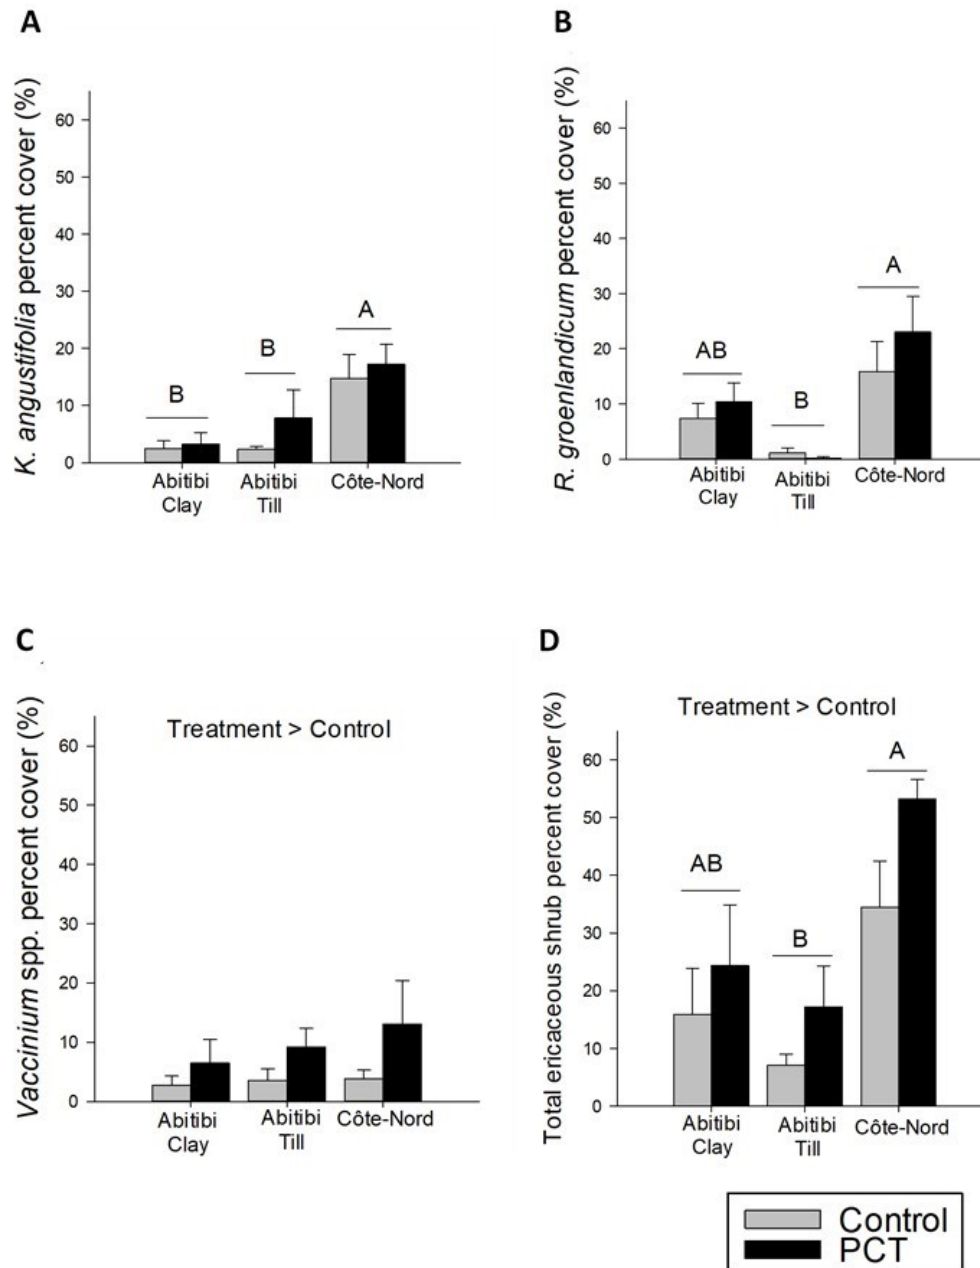 A
K. angustifolia percent cover (%)
60
50
40
30
20
10
0
B
B
A
Abitibi
Clay
Abitibi
Till
Côte-Nord
B
R. groenlandicum percent cover (%)
60
50
40
30
20
10
0
AB
B
A
Abitibi
Clay
Abitibi
Till
Côte-Nord
C
Vaccinium spp. percent cover (%)
Treatment > Control
60
50
40
30
20
10
0
Abitibi
Clay
Abitibi
Till
Côte-Nord
D
Total ericaceous shrub percent cover (%)
Treatment > Control
60
50
40
30
20
10
0
AB
B
A
Abitibi
Clay
Abitibi
Till
Côte-Nord
Control
PCT